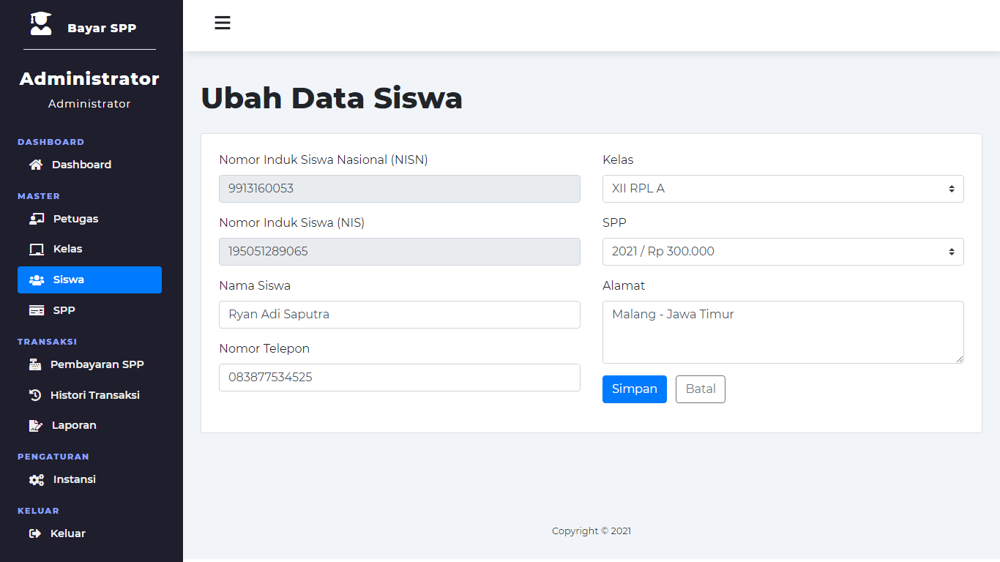 Bayar SPP
Administrator
Administrator
DASHBOARD
Dashboard
MASTER
Petugas
Kelas
Siswa
SPP
TRANSAKSI
Pembayaran SPP
Histori Transaksi
Laporan
PENGATURAN
Instansi
KELUAR
Keluar
Ubah Data Siswa
Nomor Induk Siswa Nasional (NISN)
9913160053
Nomor Induk Siswa (NIS)
195051289065
Nama Siswa
Ryan Adi Saputra
Nomor Telepon
083877534525
Kelas
XII RPL A
SPP
2021 / Rp 300.000
Alamat
Malang - Jawa Timur
Simpan Batal
Copyright © 2021